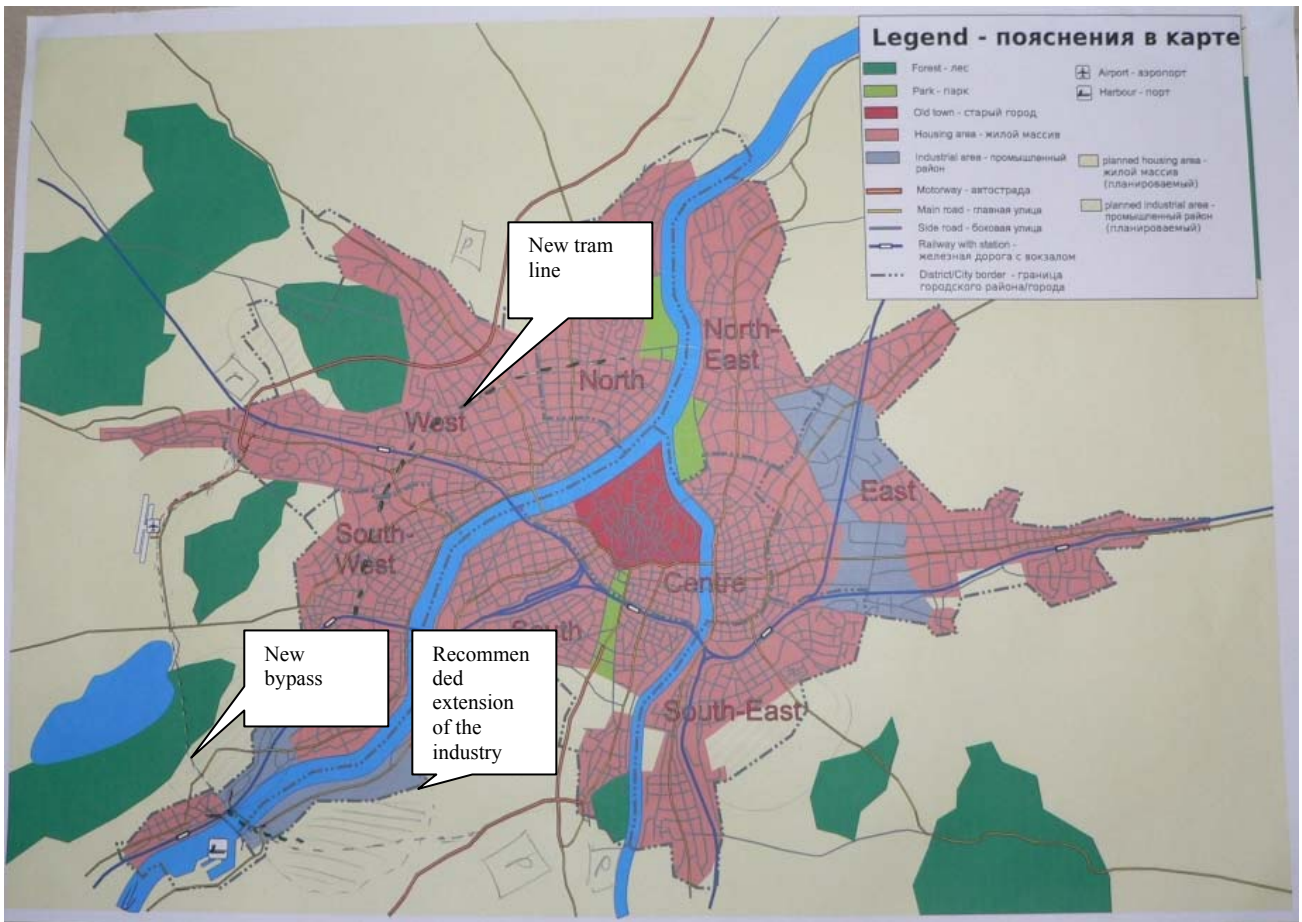 Legend - пояснения в карте
Forest - лес
Park - парк
Old town - старый город
Housing area - жилой массив
Industrial area - промышленный
район
Motorway - автострада
Main road - главная улица
Side road - боковая улица
Railway with station -
железная дорога с вокзалом
District/City border - граница
городского района/города
Airport - аэропорт
Harbour - порт
planned housing area -
жилой массив
(планироваемый)
planned industrial area -
промышленный район
(планироваемый)
New tram
line
P
North-
East
North
West
East
South-
West
Centre
South
South-East
New
bypass
Recommen
ded
extension
of the
industry
P
P